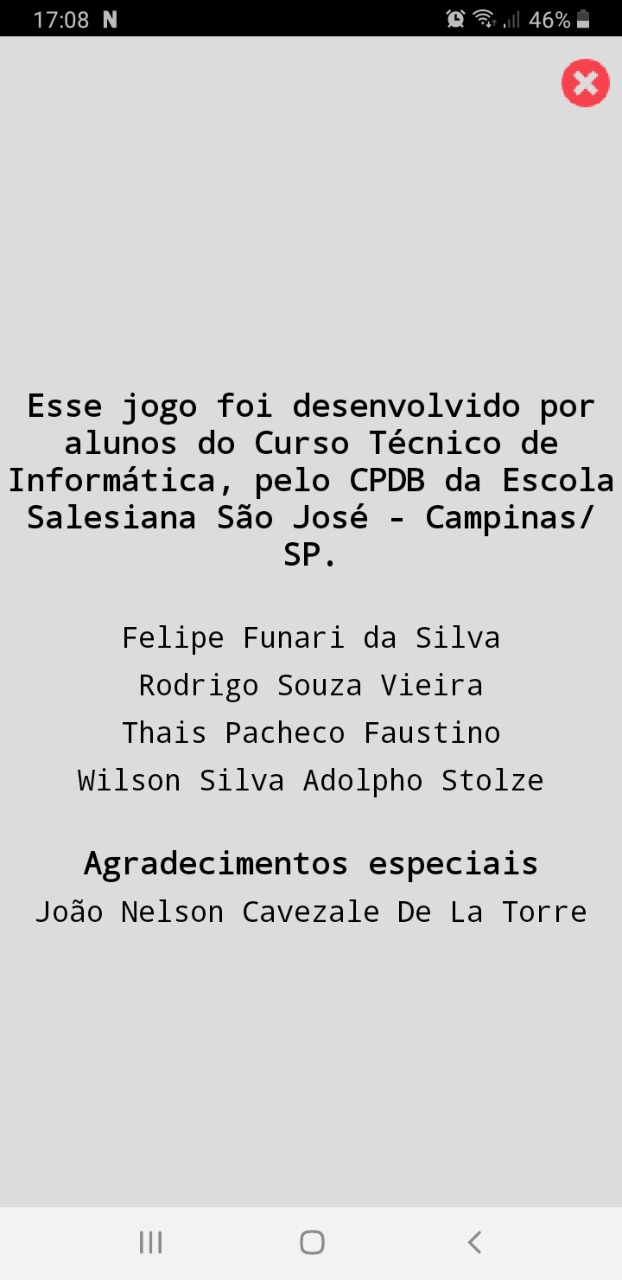 17:08 N 46%
Esse jogo foi desenvolvido por
alunos do Curso Técnico de
Informática, pelo CPDB da Escola
Salesiana São José - Campinas/
SP.
Felipe Funari da Silva
Rodrigo Souza Vieira
Thais Pacheco Faustino
Wilson Silva Adolpho Stolze
Agradecimentos especiais
João Nelson Cavezale De La Torre